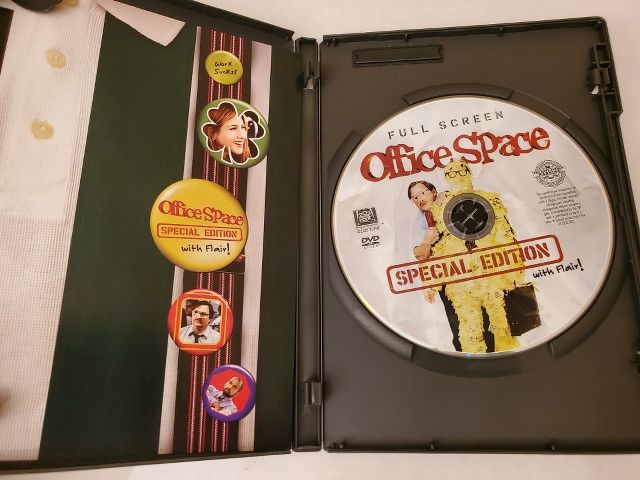 Work
Sucks!
Office Space
SPECIAL EDITION
with Flair!
FULL SCREEN
Office Space
DVD
SPECIAL EDITION
with Flair!